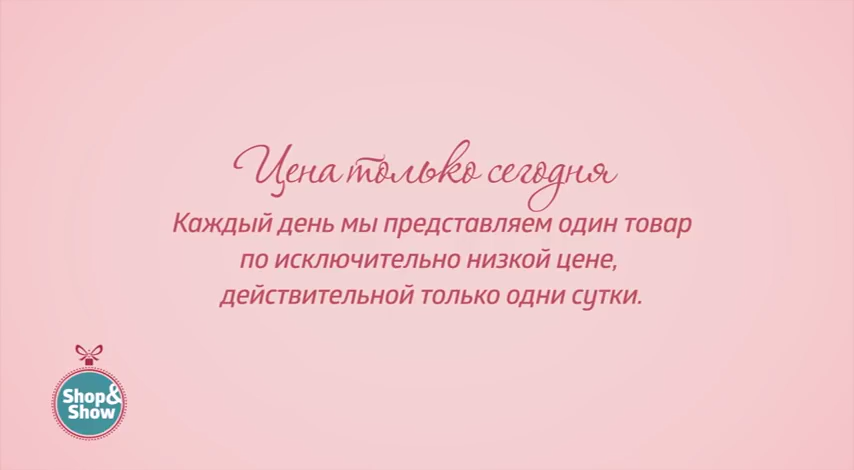 Цена только сегодня
Каждый день мы представляем один товар
по исключительно низкой цене,
действительной только одни сутки.
Shop&
Show